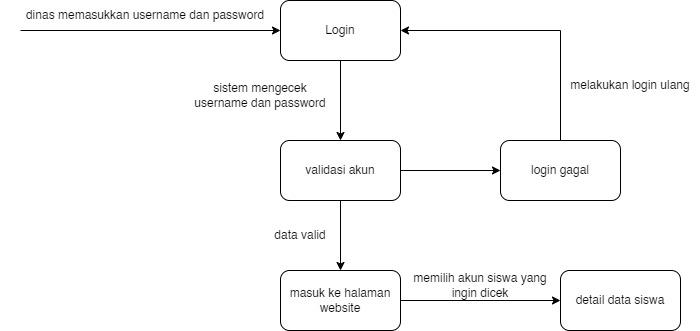 dinas memasukkan username dan password
Login
sistem mengecek
username dan password
melakukan login ulang
validasi akun
login gagal
data valid
masuk ke halaman
website
memilih akun siswa yang
ingin dicek
detail data siswa